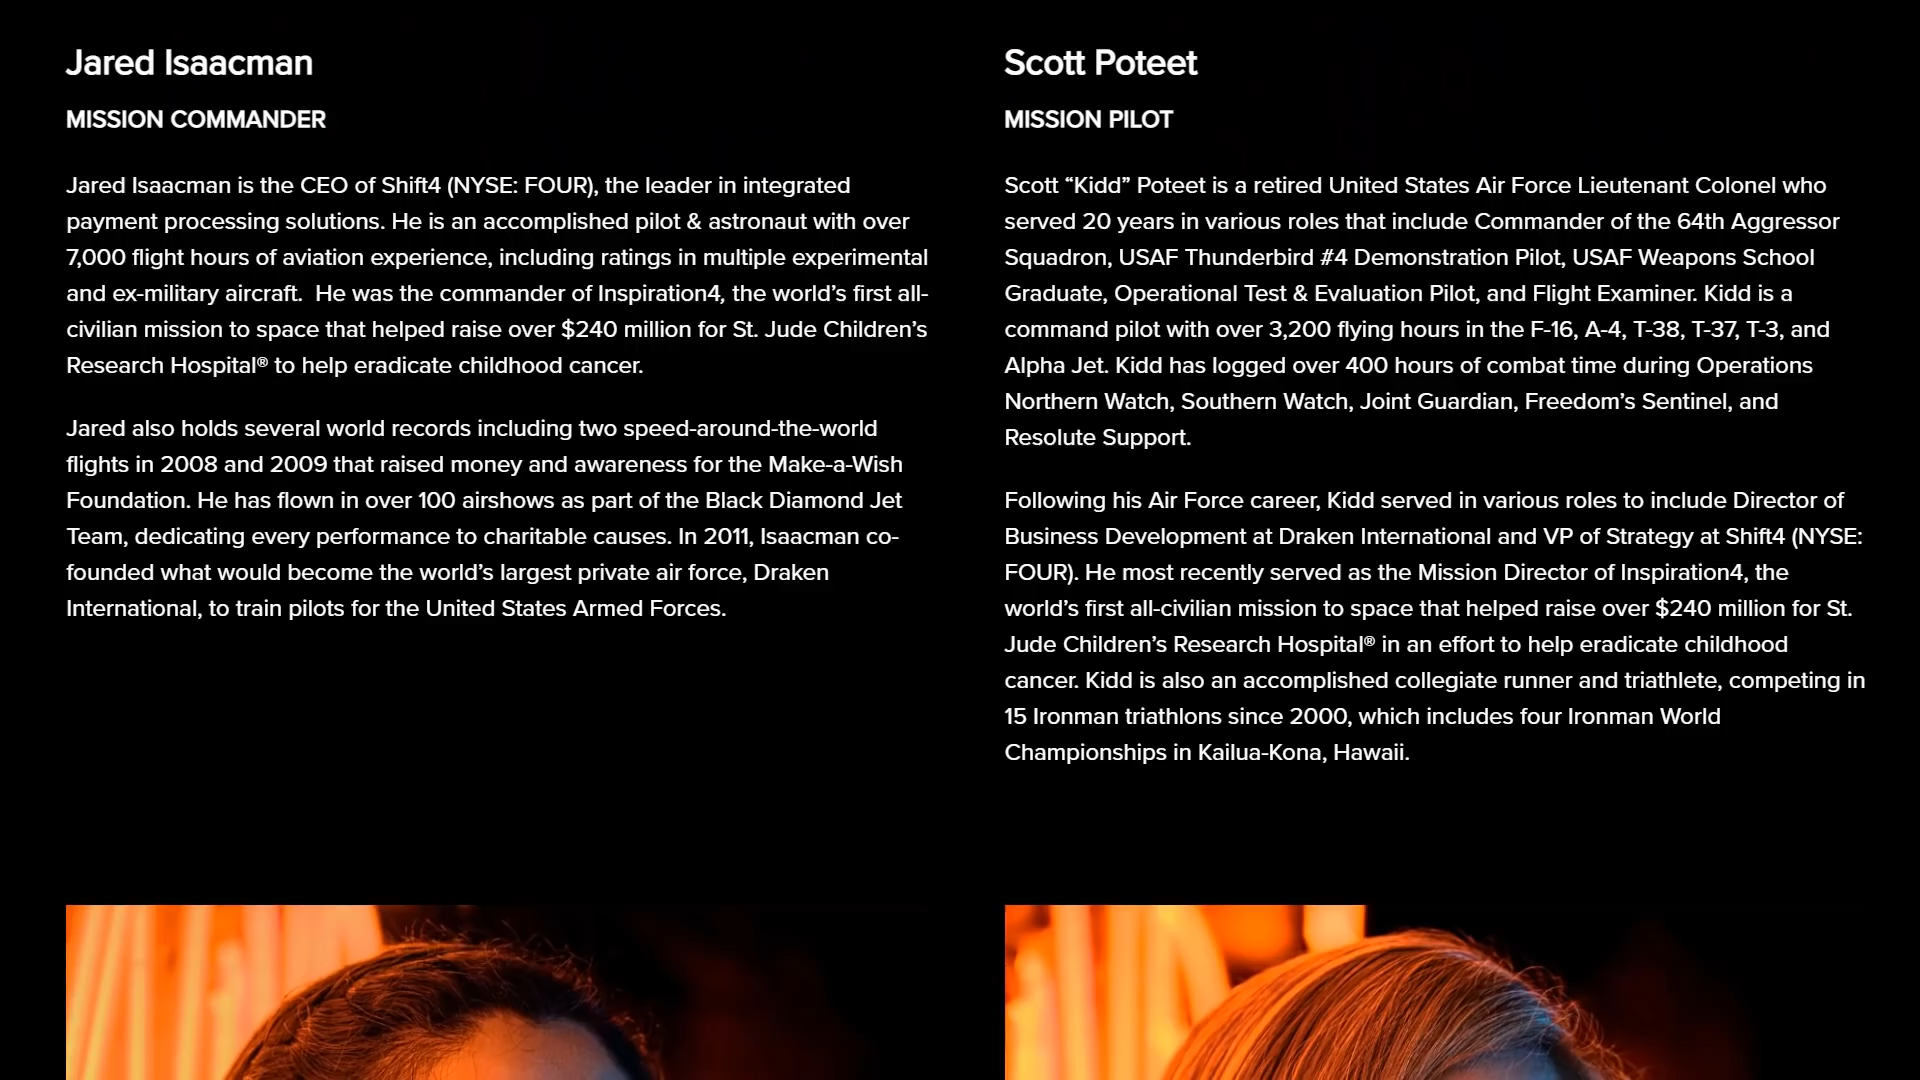 Jared Isaacman
MISSION COMMANDER
Jared Isaacman is the CEO of Shift4 (NYSE: FOUR), the leader in integrated
payment processing solutions. He is an accomplished pilot & astronaut with over
7,000 flight hours of aviation experience, including ratings in multiple experimental
and ex-military aircraft.  He was the commander of Inspiration4, the world’s first all-
civilian mission to space that helped raise over $240 million for St. Jude Children’s
Research Hospital® to help eradicate childhood cancer.
Jared also holds several world records including two speed-around-the-world
flights in 2008 and 2009 that raised money and awareness for the Make-a-Wish
Foundation. He has flown in over 100 airshows as part of the Black Diamond Jet
Team, dedicating every performance to charitable causes. In 2011, Isaacman co-
founded what would become the world’s largest private air force, Draken
International, to train pilots for the United States Armed Forces.
Scott Poteet
MISSION PILOT
Scott “Kidd” Poteet is a retired United States Air Force Lieutenant Colonel who
served 20 years in various roles that include Commander of the 64th Aggressor
Squadron, USAF Thunderbird #4 Demonstration Pilot, USAF Weapons School
Graduate, Operational Test & Evaluation Pilot, and Flight Examiner. Kidd is a
command pilot with over 3,200 flying hours in the F-16, A-4, T-38, T-37, T-3, and
Alpha Jet. Kidd has logged over 400 hours of combat time during Operations
Northern Watch, Southern Watch, Joint Guardian, Freedom’s Sentinel, and
Resolute Support.
Following his Air Force career, Kidd served in various roles to include Director of
Business Development at Draken International and VP of Strategy at Shift4 (NYSE:
FOUR). He most recently served as the Mission Director of Inspiration4, the
world’s first all-civilian mission to space that helped raise over $240 million for St.
Jude Children’s Research Hospital® in an effort to help eradicate childhood
cancer. Kidd is also an accomplished collegiate runner and triathlete, competing in
15 Ironman triathlons since 2000, which includes four Ironman World
Championships in Kailua-Kona, Hawaii.